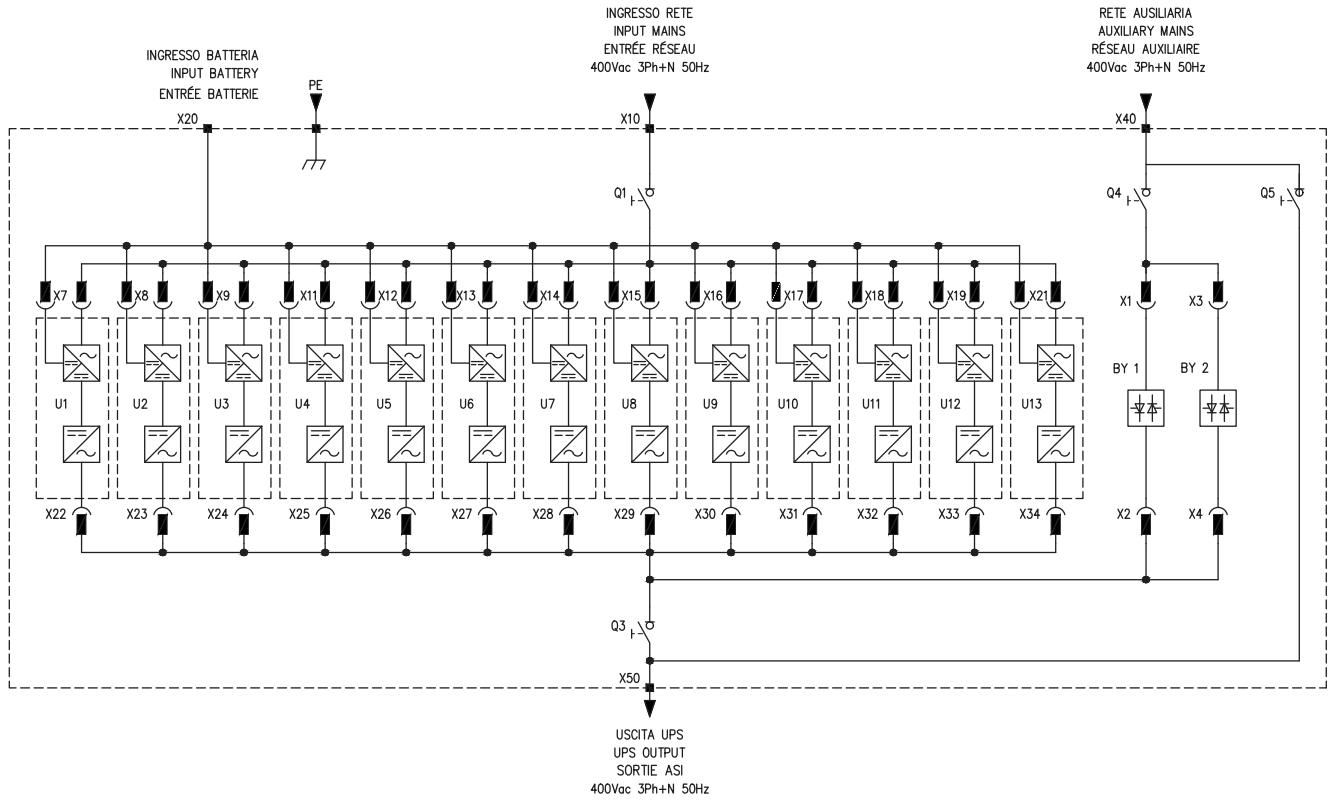 INGRESSO RETE
INPUT MAINS
ENTRÉE RÉSEAU
400Vac 3Ph+N 50Hz
RETE AUSILIARIA
AUXILIARY MAINS
RÉSEAU AUXILIAIRE
400Vac 3Ph+N 50Hz
INGRESSO BATTERIA
INPUT BATTERY
ENTRÉE BATTERIE
PE
X20
X10
X40
Q1
Q4
Q5
X7 X8 X9 X11 X12 X13 X14 X15 X16 X17 X18 X19 X21 X1 X3
BY 1 BY 2
U1 U2 U3 U4 U5 U6 U7 U8 U9 U10 U11 U12 U13
X22 X23 X24 X25 X26 X27 X28 X29 X30 X31 X32 X33 X34 X2 X4
Q3
X50
USCITA UPS
UPS OUTPUT
SORTIE ASI
400Vac 3Ph+N 50Hz